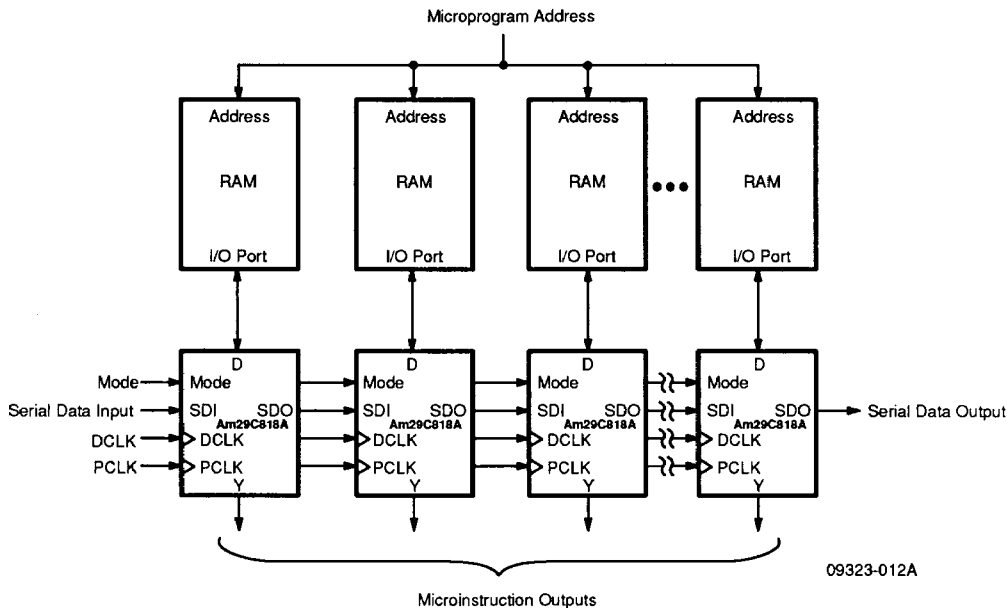 Microprogram Address
Address
Address
Address
Address
RAM
RAM
RAM
RAM
I/O Port
I/O Port
I/O Port
I/O Port
D
D
D
D
Mode
Mode
Mode
Mode
Mode
Serial Data Input
SDI
SDO
SDI
SDO
SDI
SDO
SDI
SDO
Serial Data Output
Am29C818A
Am29C818A
Am29C818A
Am29C818A
DCLK
DCLK
DCLK
DCLK
DCLK
PCLK
PCLK
PCLK
PCLK
PCLK
Y
Y
Y
Y
09323-012A
Microinstruction Outputs